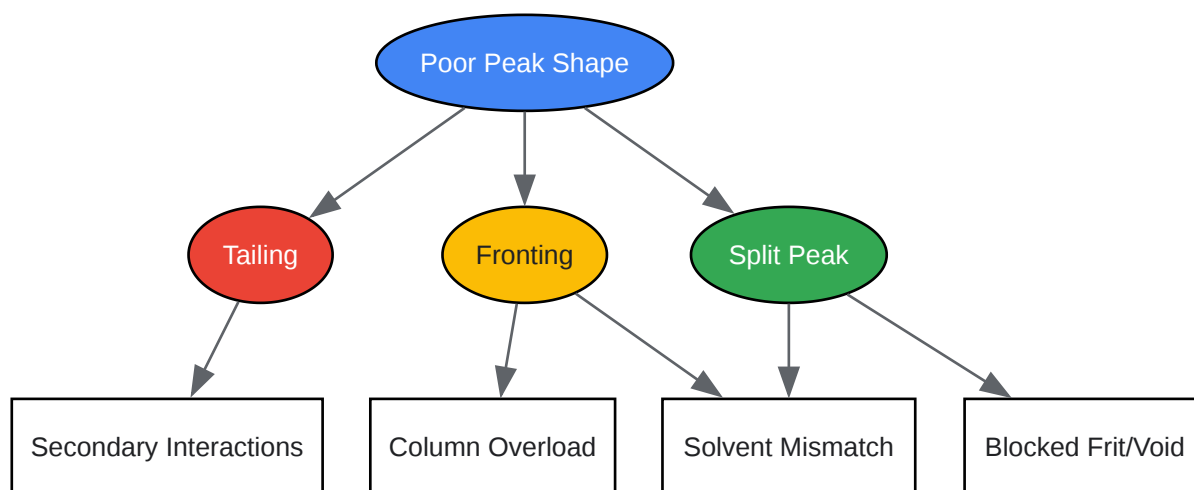 Poor Peak Shape
Tailing
Fronting
Split Peak
Secondary Interactions
Column Overload
Solvent Mismatch
Blocked Frit/Void